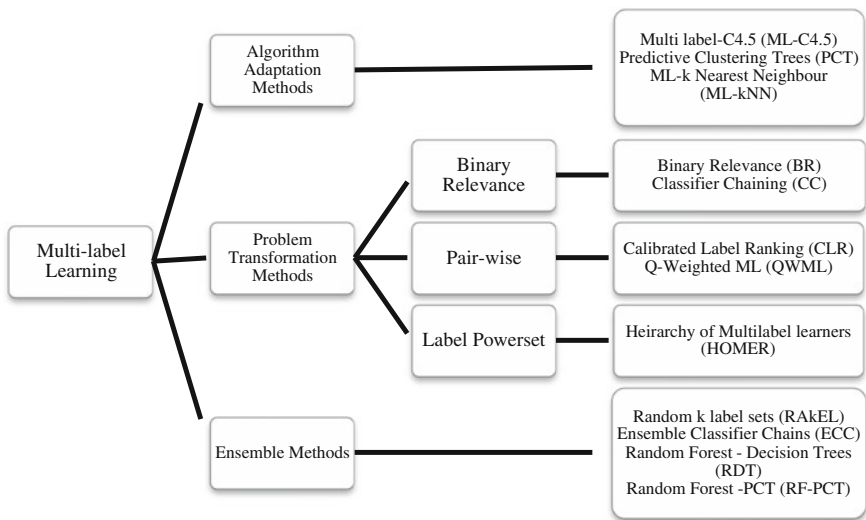 Multi-label
Learning
Algorithm
Adaptation
Methods
Multi label-C4.5 (ML-C4.5)
Predictive Clustering Trees (PCT)
ML-k Nearest Neighbour
(ML-kNN)
Problem
Transformation
Methods
Binary
Relevance
Binary Relevance (BR)
Classifier Chaining (CC)
Pair-wise
Calibrated Label Ranking (CLR)
Q-Weighted ML (QWML)
Label Powerset
Heirarchy of Multilabel learners
(HOMER)
Ensemble Methods
Random k label sets (RAkEL)
Ensemble Classifier Chains (ECC)
Random Forest - Decision Trees
(RDT)
Random Forest -PCT (RF-PCT)